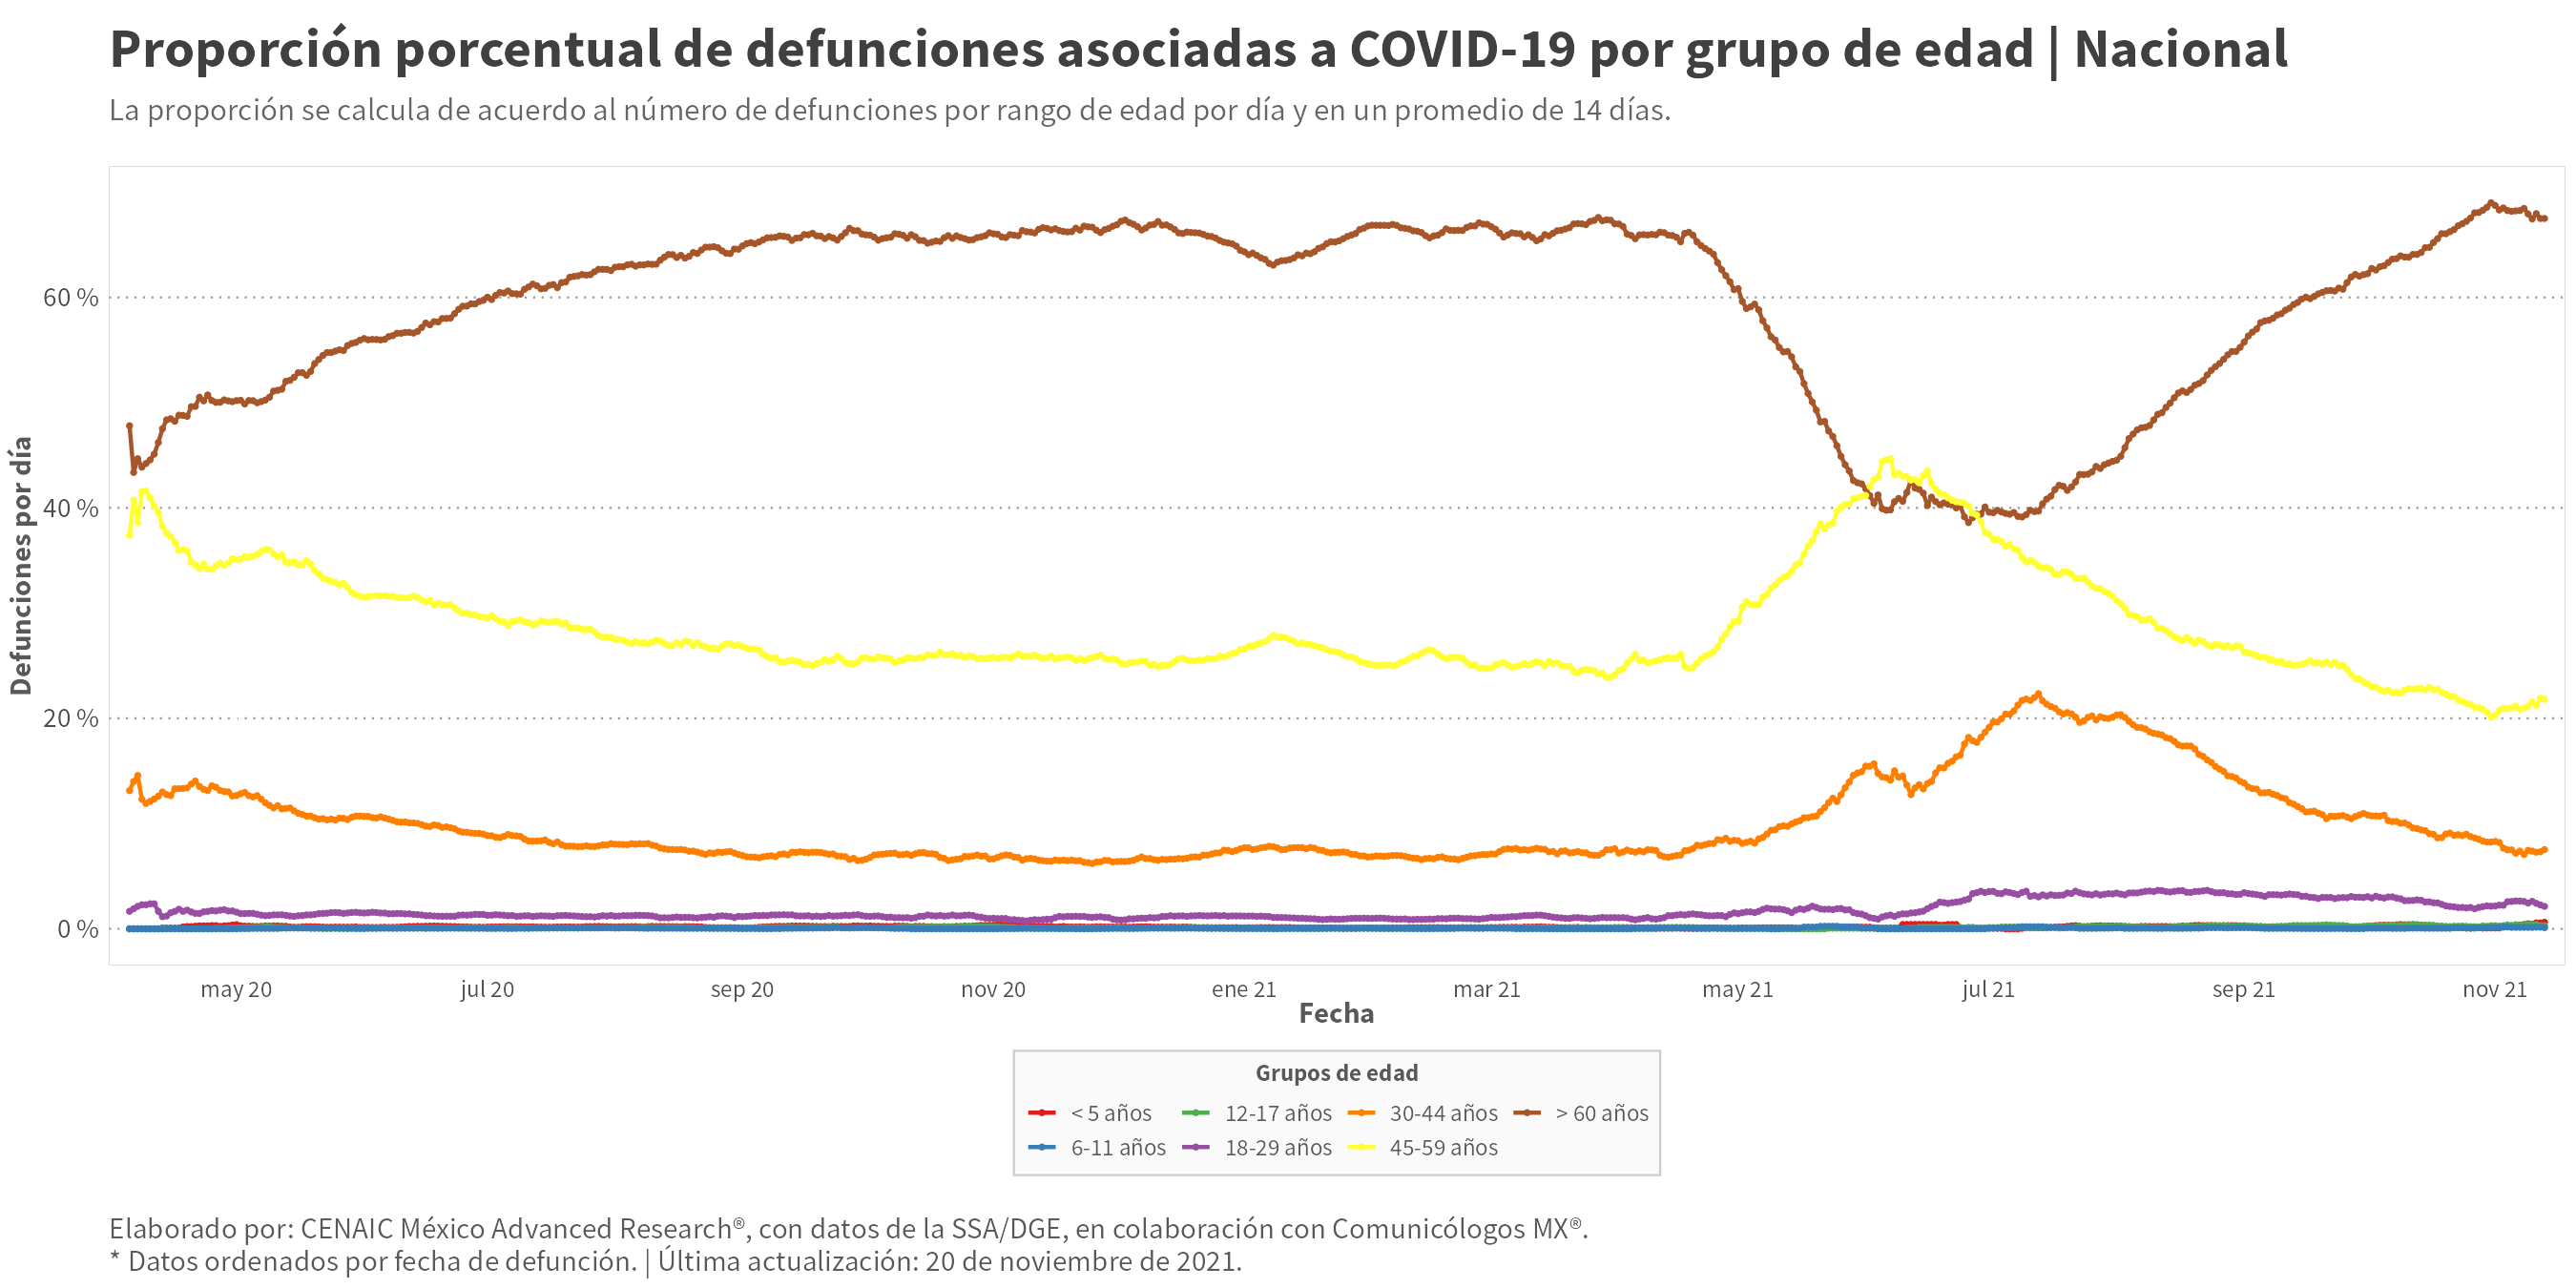 Proporción porcentual de defunciones asociadas a COVID-19 por grupo de edad | Nacional
La proporción se calcula de acuerdo al número de defunciones por rango de edad por día y en un promedio de 14 días.
Defunciones por día
60 %
40 %
20 %
0 %
may 20 jul 20 sep 20 nov 20 ene 21 mar 21 may 21 jul 21 sep 21 nov 21
Fecha
Grupos de edad
< 5 años 12-17 años 30-44 años > 60 años
6-11 años 18-29 años 45-59 años
Elaborado por: CENAIC México Advanced Research®, con datos de la SSA/DGE, en colaboración con Comunicólogos MX®.
* Datos ordenados por fecha de defunción. | Última actualización: 20 de noviembre de 2021.